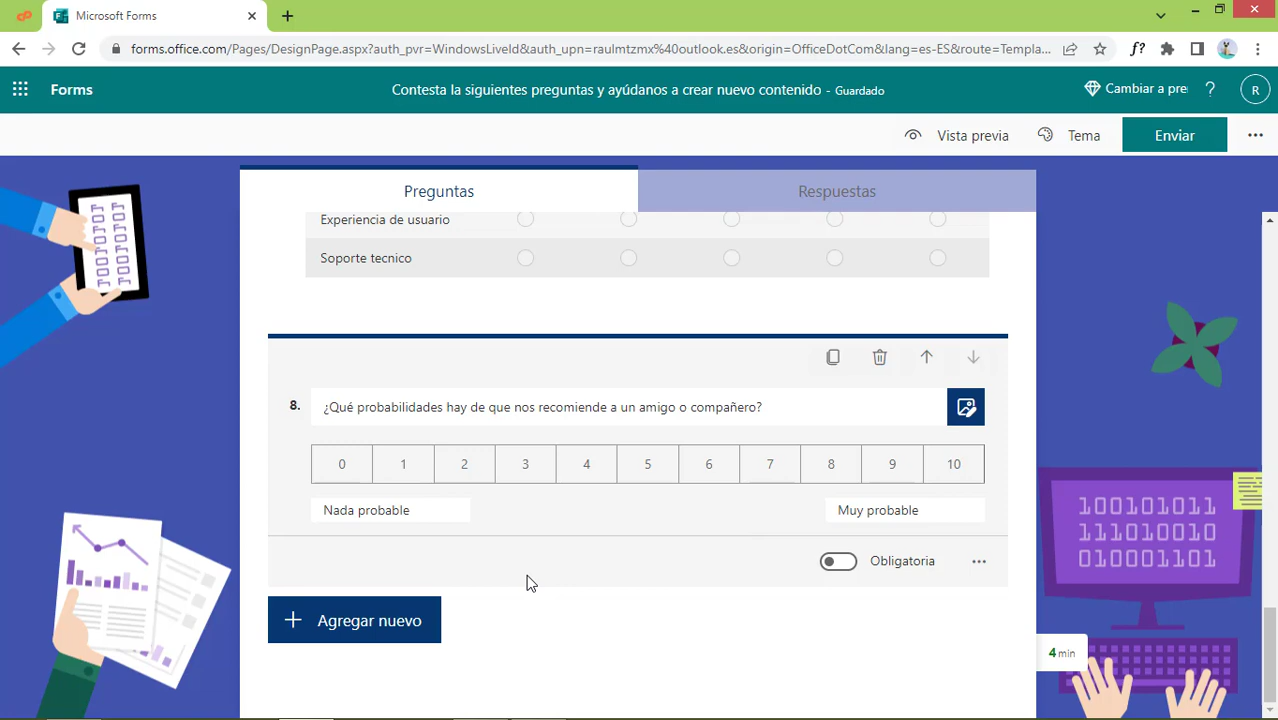 Microsoft Forms
forms.office.com/Pages/DesignPage.aspx?auth_pvr=WindowsLiveId&auth_upn=raulmtzmx%40outlook.es&origin=OfficeDotCom&lang=es-ES&route=Templa...
f?
Forms
Contesta la siguientes preguntas y ayúdanos a crear nuevo contenido - Guardado
Cambiar a pre
?
R
Vista previa
Tema
Enviar
Preguntas
Respuestas
Experiencia de usuario
Soporte tecnico
8.
¿Qué probabilidades hay de que nos recomiende a un amigo o compañero?
0 1 2 3 4 5 6 7 8 9 10
Nada probable
Muy probable
Obligatoria
Agregar nuevo
4 min
100101011
111010010
010001101